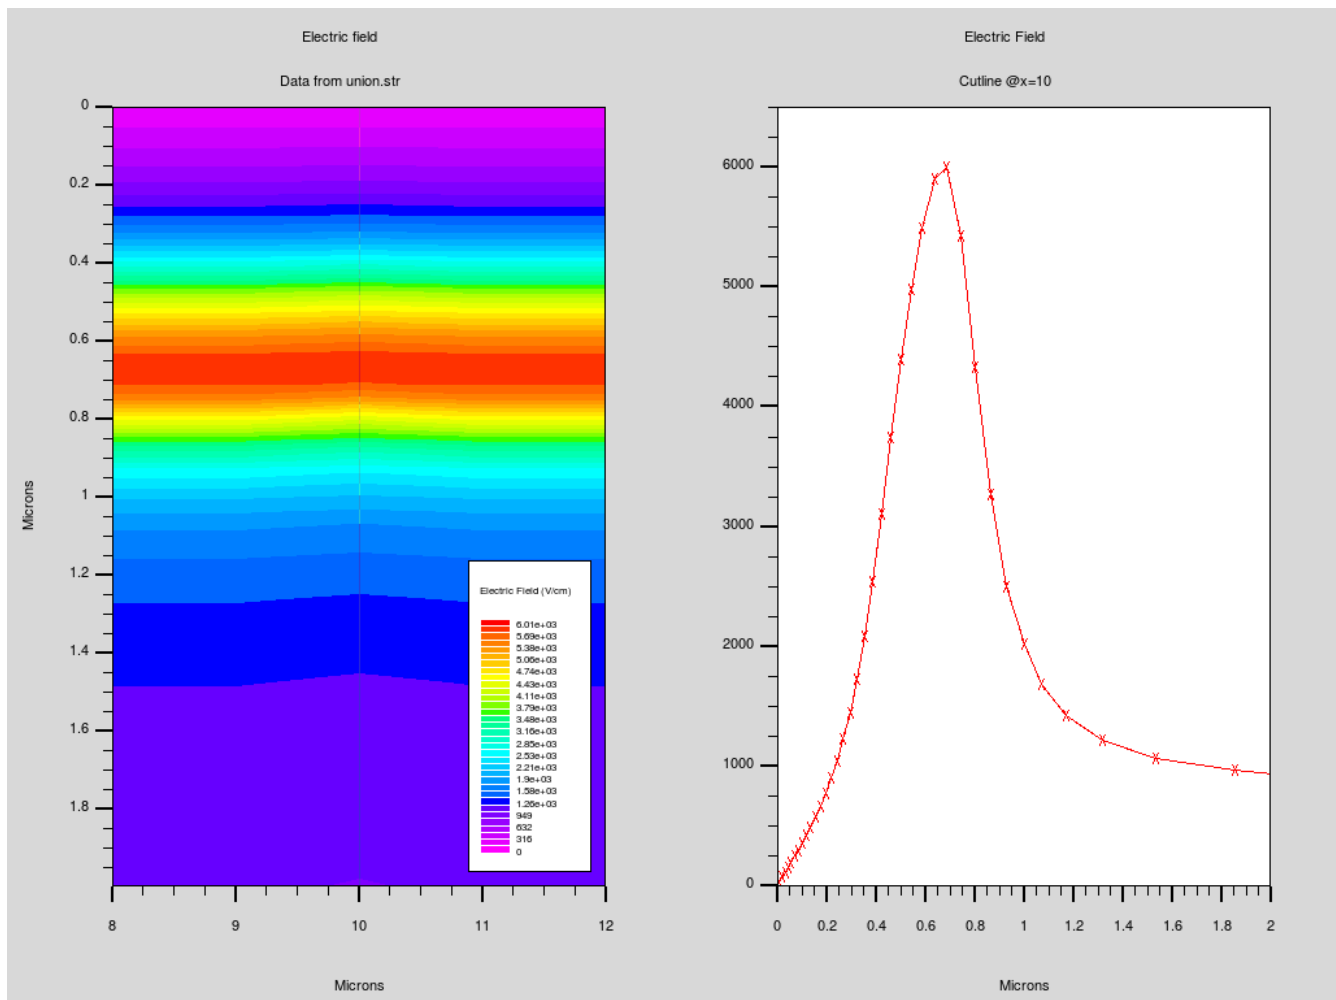 Electric field
Data from union.str
0
0.2
0.4
0.6
0.8
1
1.2
1.4
1.6
1.8
Microns
8
9
10
11
12
Microns
Electric Field (V/cm)
6.01e+03
5.69e+03
5.38e+03
5.06e+03
4.74e+03
4.43e+03
4.11e+03
3.79e+03
3.48e+03
3.16e+03
2.85e+03
2.53e+03
2.21e+03
1.9e+03
1.58e+03
1.26e+03
949
632
316
0
Electric Field
Cutline @x=10
6000
5000
4000
3000
2000
1000
0
0
0.2
0.4
0.6
0.8
1
1.2
1.4
1.6
1.8
2
Microns